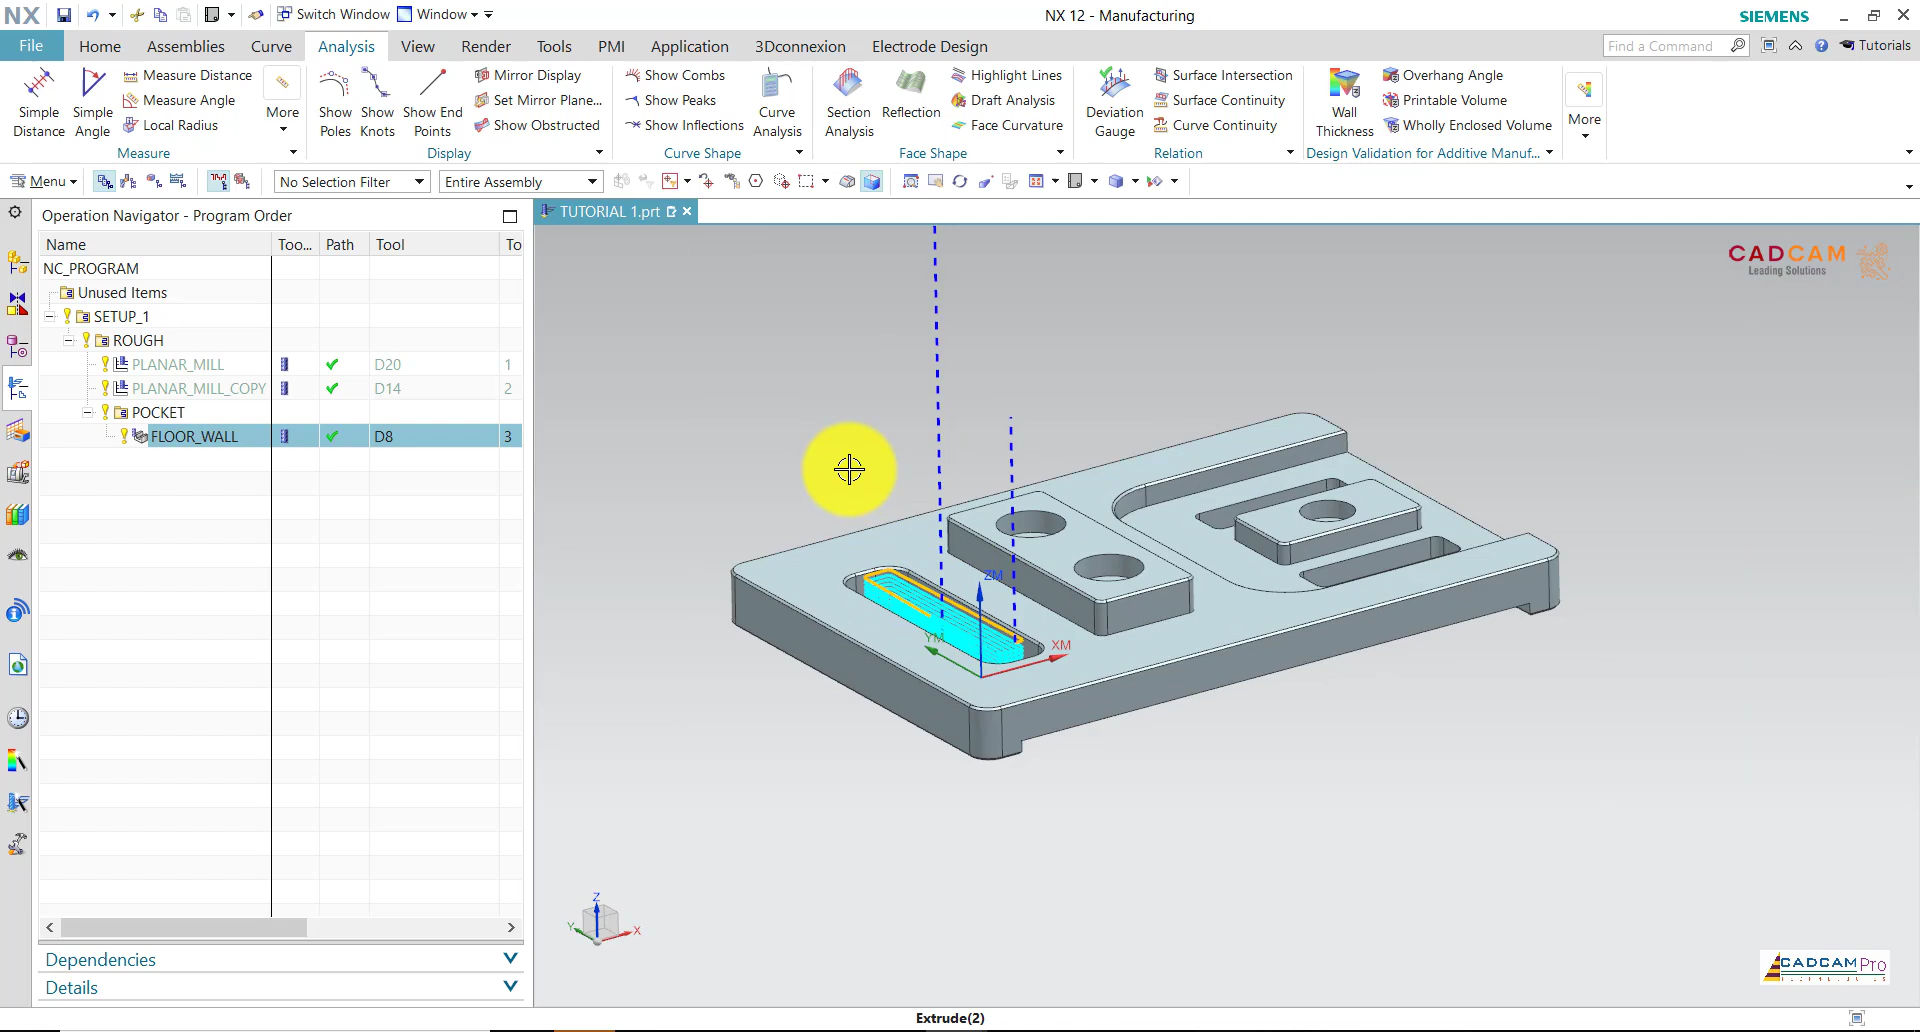 NX
Switch Window
Window
NX 12 - Manufacturing
SIEMENS
File
Home
Assemblies
Curve
Analysis
View
Render
Tools
PMI
Application
3Dconnexion
Electrode Design
Find a Command
Tutorials
Simple Distance
Simple Angle
Measure Distance
Measure Angle
Local Radius
More
Show Poles
Show Knots
Show End Points
Mirror Display
Set Mirror Plane...
Show Obstructed
Show Combs
Show Peaks
Show Inflections
Curve Analysis
Section Analysis
Reflection
Highlight Lines
Draft Analysis
Face Curvature
Deviation Gauge
Surface Intersection
Surface Continuity
Curve Continuity
Wall Thickness
Overhang Angle
Printable Volume
Wholly Enclosed Volume
More
Measure
Display
Curve Shape
Face Shape
Relation
Design Validation for Additive Manuf...
Menu
No Selection Filter
Entire Assembly
Operation Navigator - Program Order
TUTORIAL 1.prt
Name Too... Path Tool To
NC_PROGRAM
Unused Items
SETUP_1
ROUGH
PLANAR_MILL D20 1
PLANAR_MILL_COPY D14 2
POCKET
FLOOR_WALL D8 3
CADCAM
Leading Solutions
ZM
YM
XM
Z
Y
X
Dependencies
Details
CADCAM Pro
Extrude(2)